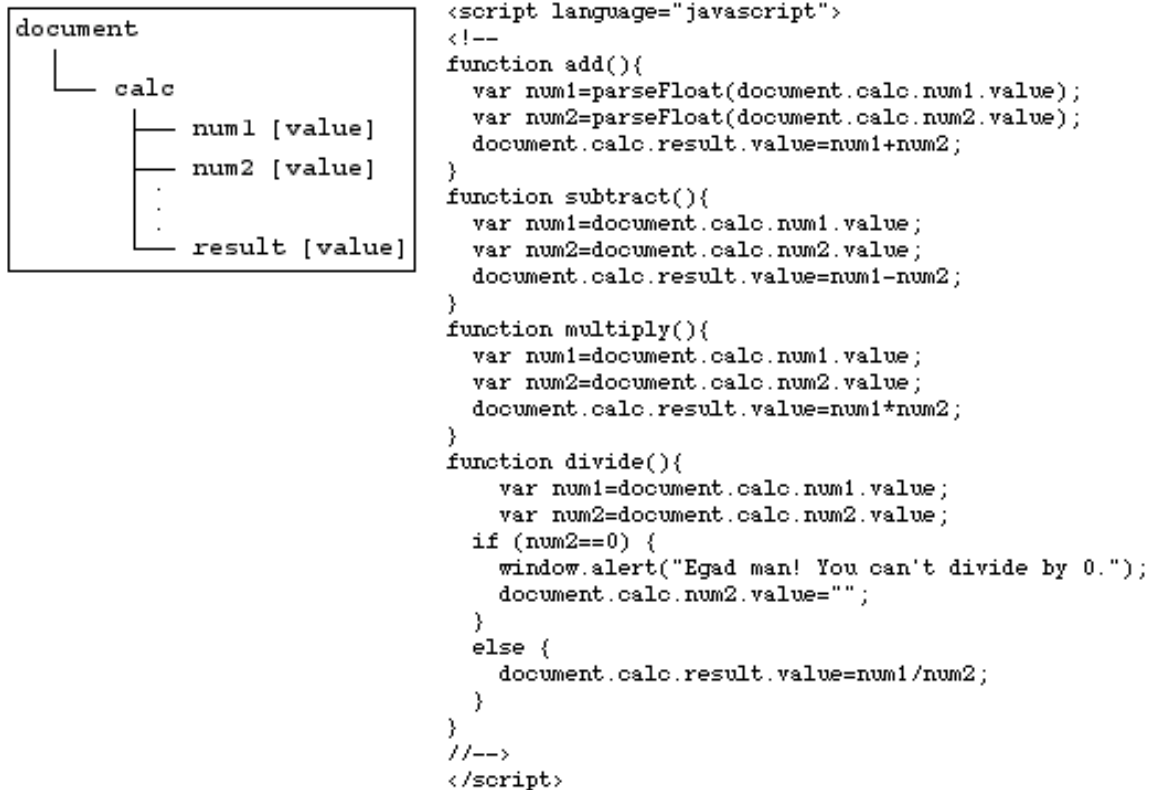 document
calc
num1 [value]
num2 [value]
result [value]
<script language="javascript">
<!--
function add(){
  var num1=parseFloat(document.calc.num1.value);
  var num2=parseFloat(document.calc.num2.value);
  document.calc.result.value=num1+num2;
}
function subtract(){
  var num1=document.calc.num1.value;
  var num2=document.calc.num2.value;
  document.calc.result.value=num1-num2;
}
function multiply(){
  var num1=document.calc.num1.value;
  var num2=document.calc.num2.value;
  document.calc.result.value=num1*num2;
}
function divide(){
    var num1=document.calc.num1.value;
    var num2=document.calc.num2.value;
  if (num2==0) {
    window.alert("Egad man! You can't divide by 0.");
    document.calc.num2.value="";
  }
  else {
    document.calc.result.value=num1/num2;
  }
}
//-->
</script>